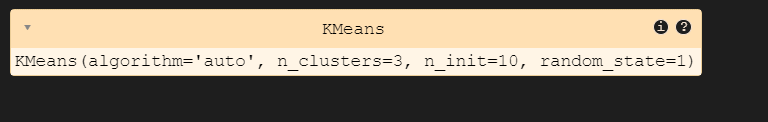 KMeans
KMeans(algorithm='auto', n_clusters=3, n_init=10, random_state=1)